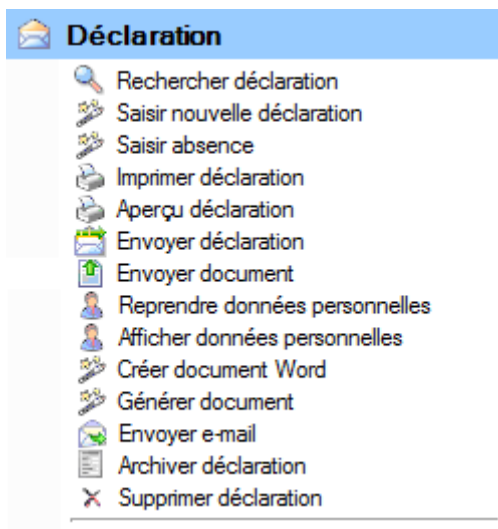 Déclaration
Rechercher déclaration
Saisir nouvelle déclaration
Saisir absence
Imprimer déclaration
Aperçu déclaration
Envoyer déclaration
Envoyer document
Reprendre données personnelles
Afficher données personnelles
Créer document Word
Générer document
Envoyer e-mail
Archiver déclaration
Supprimer déclaration